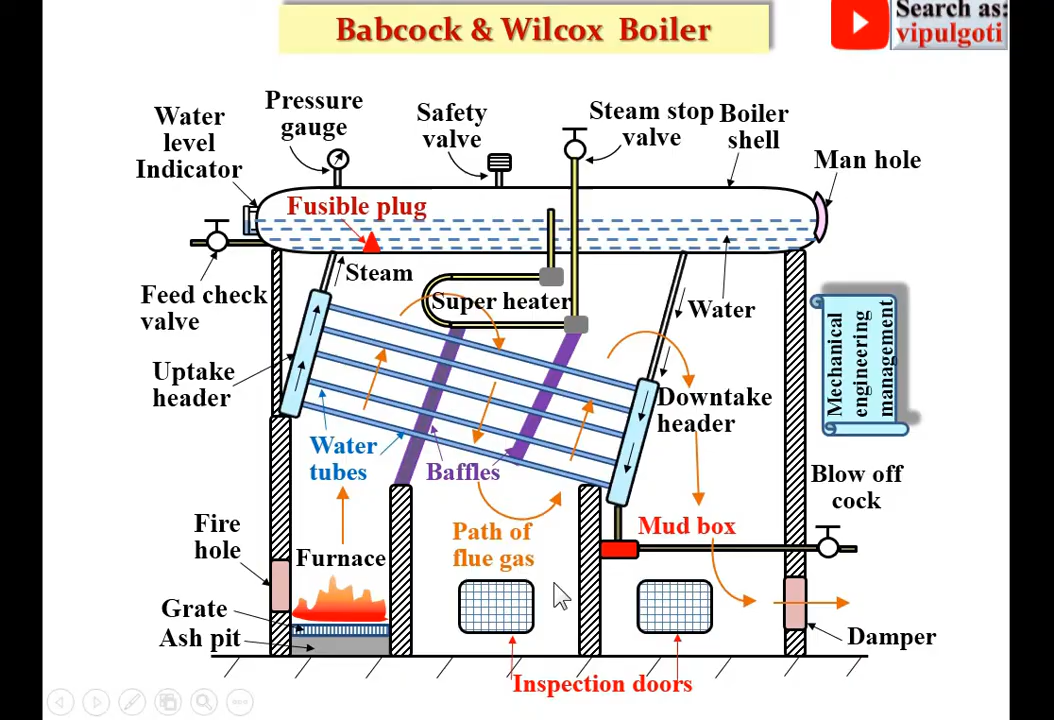 Babcock & Wilcox Boiler
Search as:
vipulgoti
Water
level
Indicator
Pressure
gauge
Safety
valve
Steam stop
valve
Boiler
shell
Man hole
Fusible plug
Steam
Super heater
Water
Feed check
valve
Uptake
header
Downtake
header
Mechanical
engineering
management
Water
tubes
Baffles
Blow off
cock
Fire
hole
Furnace
Path of
flue gas
Mud box
Grate
Ash pit
Damper
Inspection doors